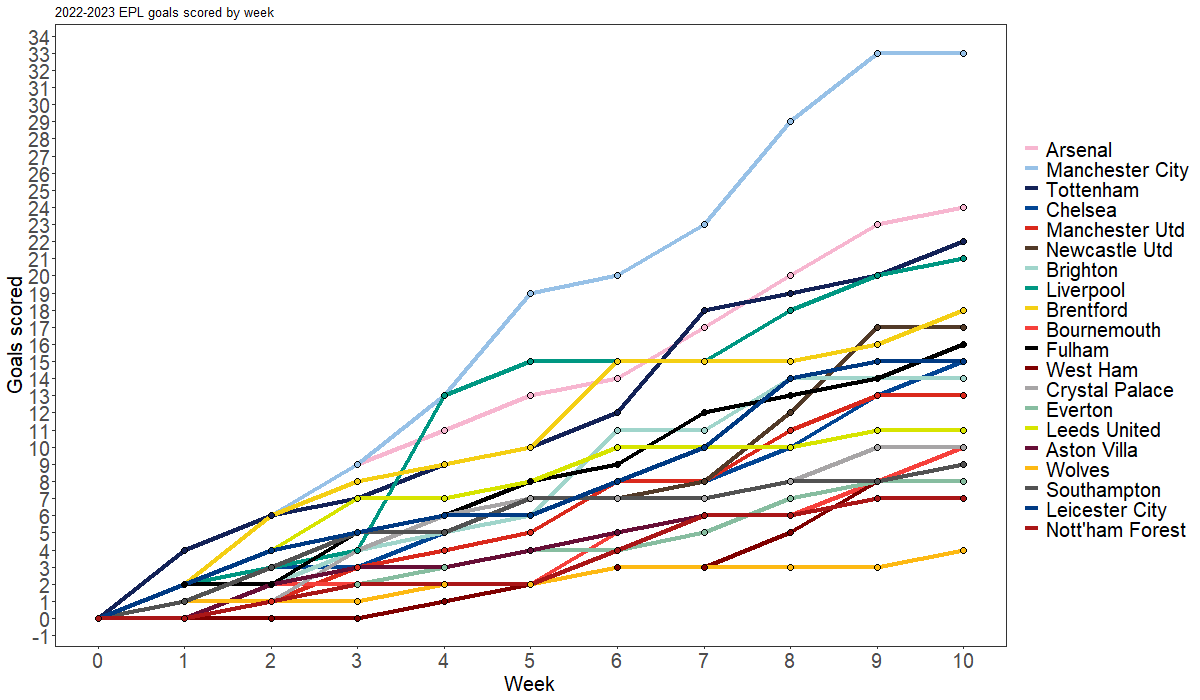 2022-2023 EPL goals scored by week
34
33
32
31
30
29
28
27
26
25
24
23
22
21
20
19
18
17
16
15
14
13
12
11
10
9
8
7
6
5
4
3
2
1
0
-1
Goals scored
0 1 2 3 4 5 6 7 8 9 10
Week
Arsenal
Manchester City
Tottenham
Chelsea
Manchester Utd
Newcastle Utd
Brighton
Liverpool
Brentford
Bournemouth
Fulham
West Ham
Crystal Palace
Everton
Leeds United
Aston Villa
Wolves
Southampton
Leicester City
Nott'ham Forest